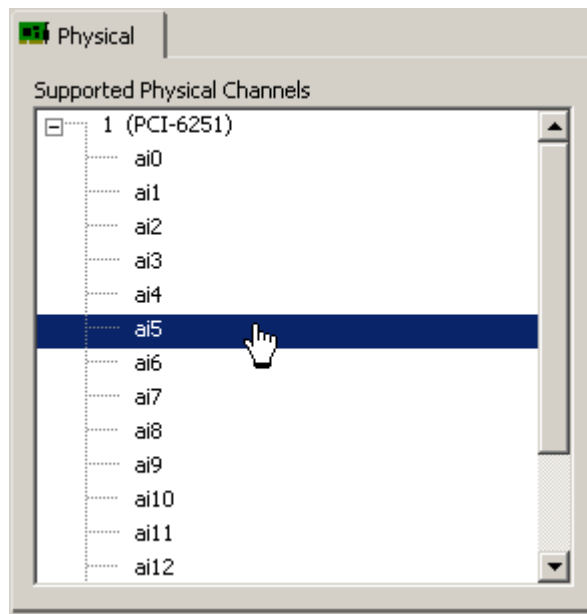 Physical
Supported Physical Channels
1 (PCI-6251)
ai0
ai1
ai2
ai3
ai4
ai5
ai6
ai7
ai8
ai9
ai10
ai11
ai12